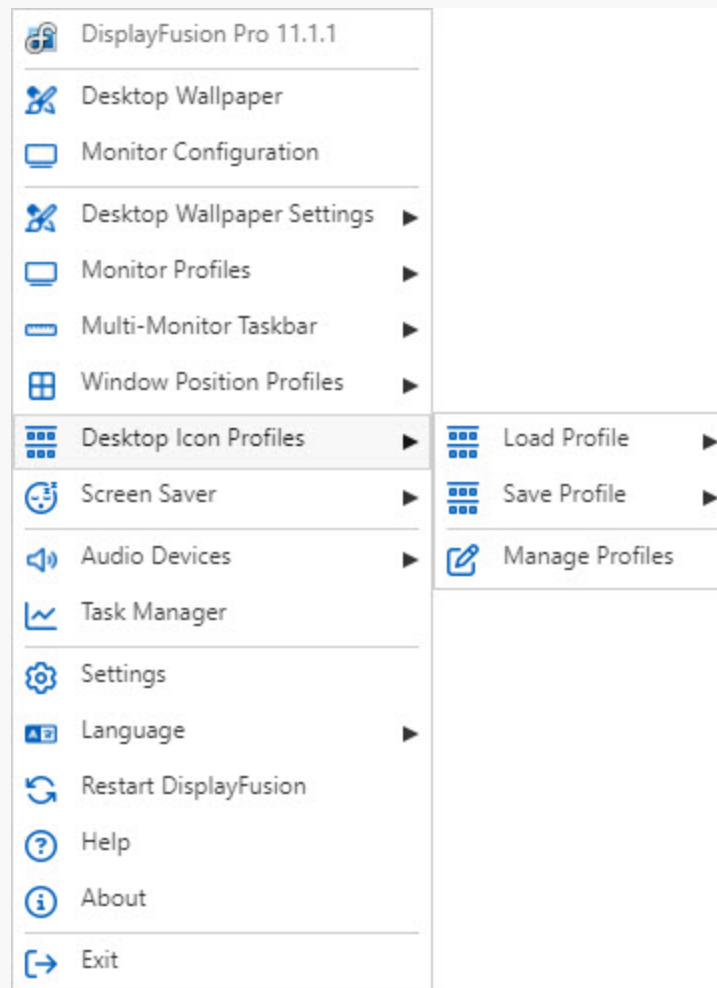 DisplayFusion Pro 11.1.1
Desktop Wallpaper
Monitor Configuration
Desktop Wallpaper Settings
Monitor Profiles
Multi-Monitor Taskbar
Window Position Profiles
Desktop Icon Profiles
Screen Saver
Audio Devices
Task Manager
Settings
Language
Restart DisplayFusion
Help
About
Exit
Load Profile
Save Profile
Manage Profiles